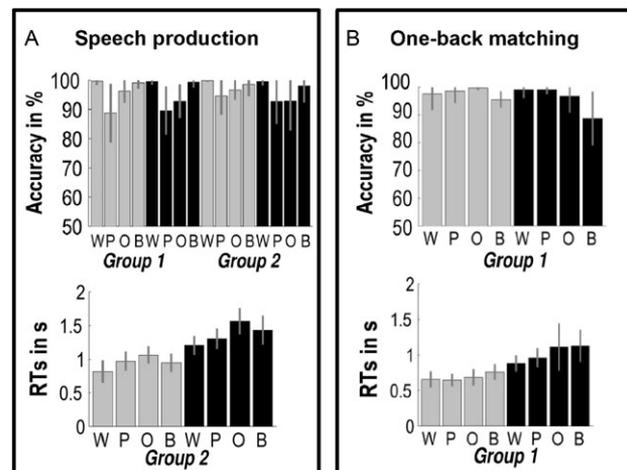 A Speech production
Accuracy in %
100
90
80
70
60
50
W P O B W P O B W P O B W P O B
Group 1 Group 2
RTs in s
2
1.5
1
0.5
0
W P O B W P O B
Group 2
B One-back matching
Accuracy in %
100
90
80
70
60
50
W P O B W P O B
Group 1
RTs in s
2
1.5
1
0.5
0
W P O B W P O B
Group 1